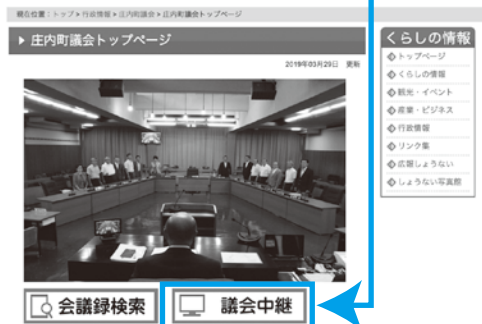 現在位置：トップ > 行政情報 > 庄内町議会 > 庄内町議会トップページ
庄内町議会トップページ
2019年03月29日 更新
会議録検索
議会中継
くらしの情報
トップページ
くらしの情報
観光・イベント
産業・ビジネス
行政情報
リンク集
広報しょうない
しょうない写真館